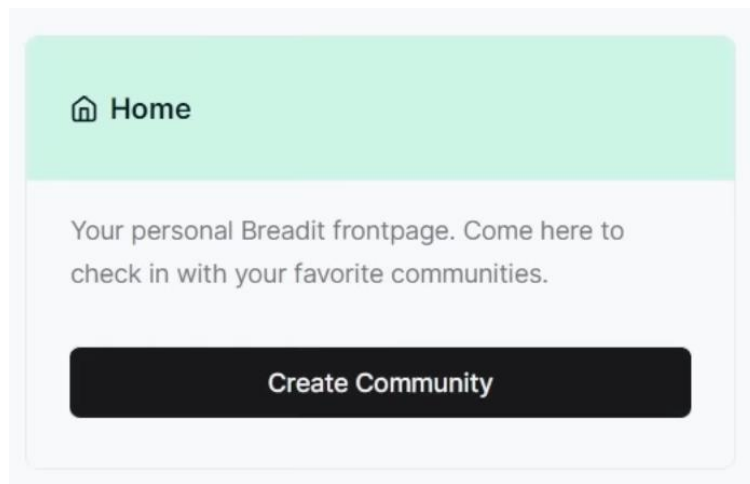 Home
Your personal Breadit frontpage. Come here to
check in with your favorite communities.
Create Community